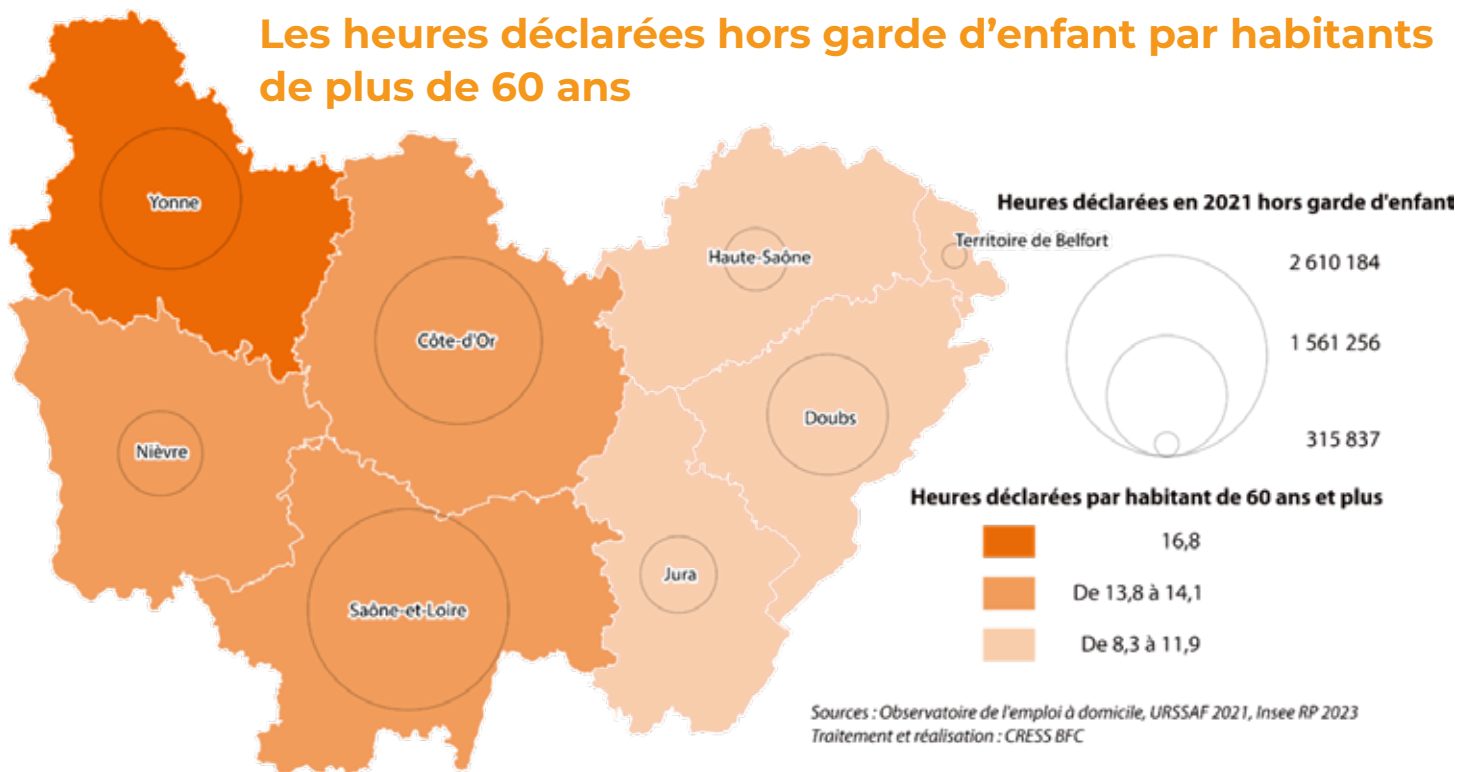 Les heures déclarées hors garde d'enfant par habitants
de plus de 60 ans
Yonne
Côte-d'Or
Nièvre
Saône-et-Loire
Haute-Saône
Territoire de Belfort
Doubs
Jura
Heures déclarées en 2021 hors garde d'enfant
2 610 184
1 561 256
315 837
Heures déclarées par habitant de 60 ans et plus
16,8
De 13,8 à 14,1
De 8,3 à 11,9
Sources : Observatoire de l'emploi à domicile, URSSAF 2021, Insee RP 2023
Traitement et réalisation : CRESS BFC